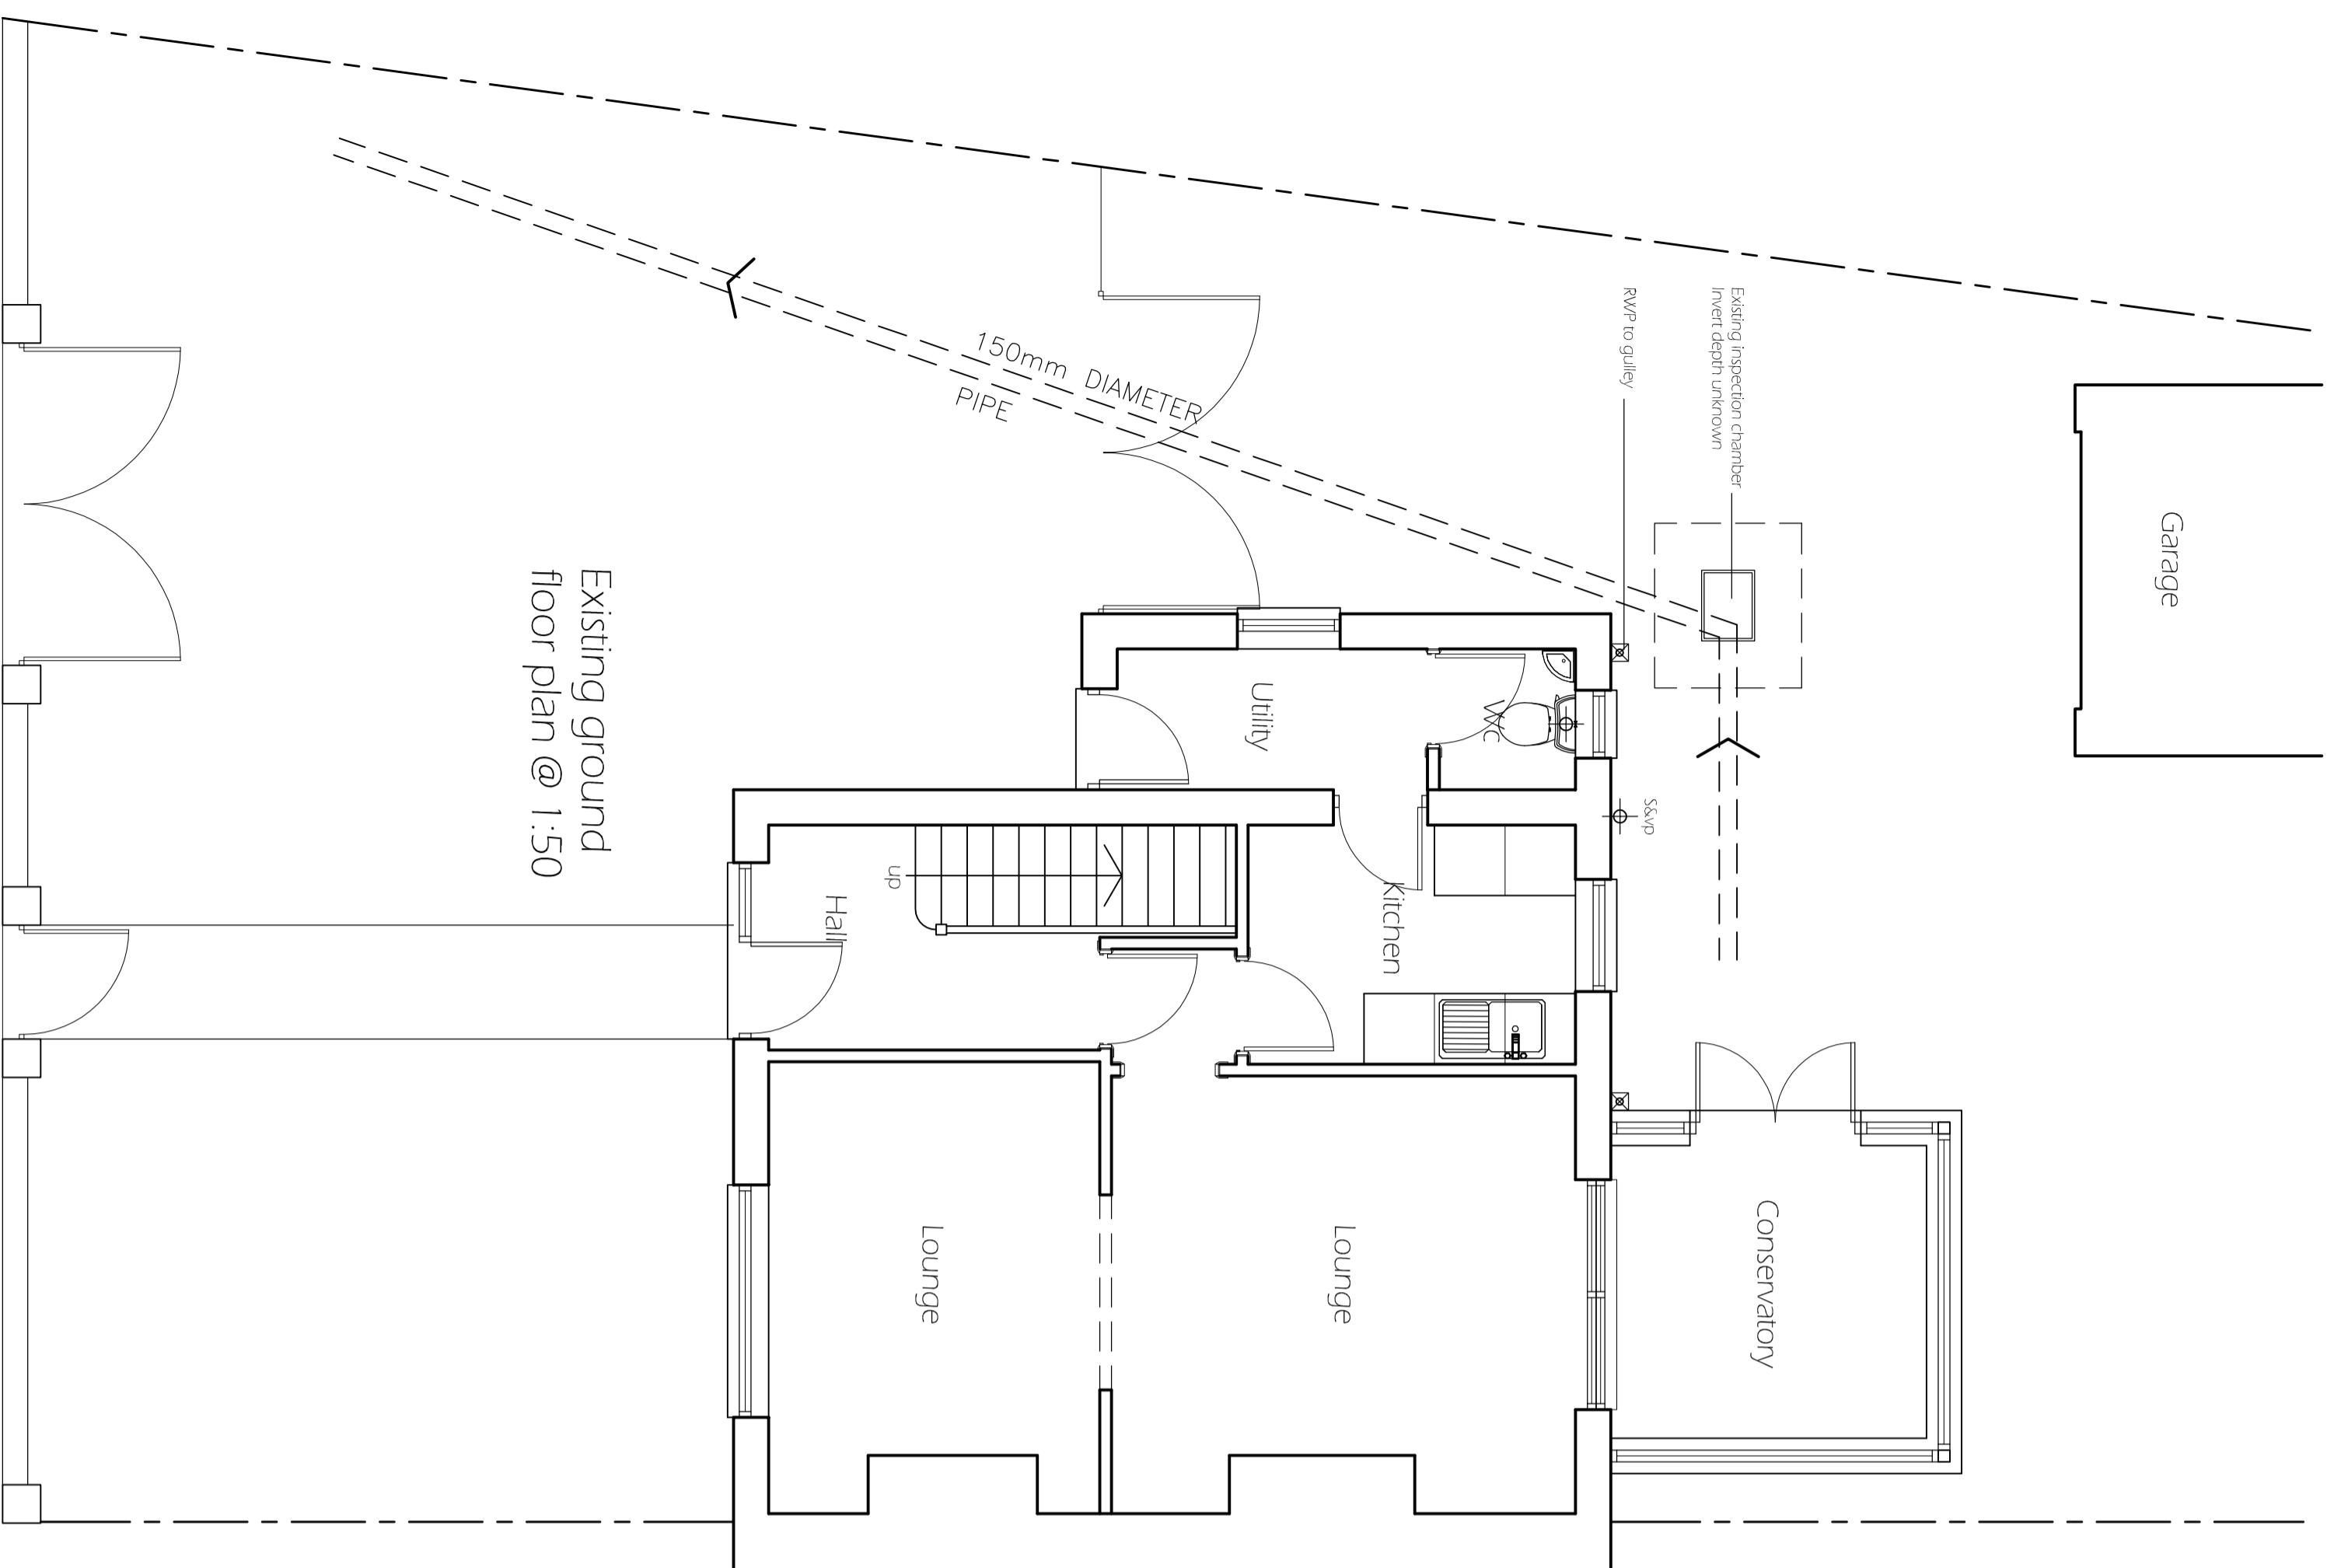 Garage
Existing inspection chamber
Invert depth unknown
RWP to gulley
150mm DIAMETER
PIPE
S&vp
Wc
Utility
Kitchen
Conservatory
up
Hall
Lounge
Lounge
Existing ground
floor plan @ 1:50